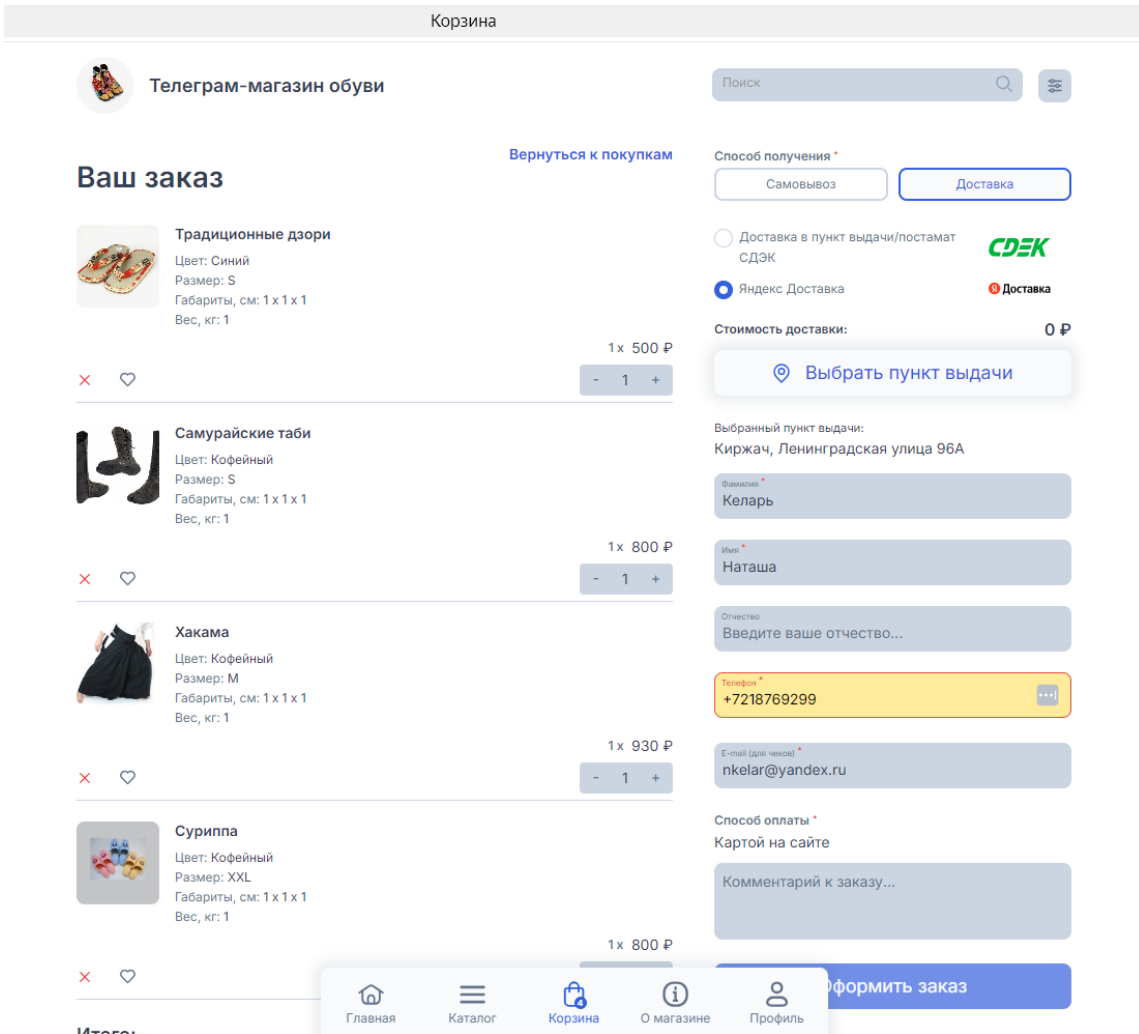 Корзина
Телеграм-магазин обуви
Поиск
Ваш заказ
Вернуться к покупкам
Традиционные дзори
Цвет: Синий
Размер: S
Габариты, см: 1 x 1 x 1
Вес, кг: 1
1 x 500 ₽
- 1 +
Самурайские таби
Цвет: Кофейный
Размер: S
Габариты, см: 1 x 1 x 1
Вес, кг: 1
1 x 800 ₽
- 1 +
Хакама
Цвет: Кофейный
Размер: M
Габариты, см: 1 x 1 x 1
Вес, кг: 1
1 x 930 ₽
- 1 +
Суриппа
Цвет: Кофейный
Размер: XXL
Габариты, см: 1 x 1 x 1
Вес, кг: 1
1 x 800 ₽
Итого:
Способ получения *
Самовывоз
Доставка
Доставка в пункт выдачи/постамат
СДЭК
CDEK
Яндекс Доставка
Я Доставка
Стоимость доставки: 0 ₽
Выбрать пункт выдачи
Выбранный пункт выдачи:
Киржач, Ленинградская улица 96А
Фамилия *
Келарь
Имя *
Наташа
Отчество
Введите ваше отчество...
Телефон *
+7218769299
E-mail (для чеков) *
nkelar@yandex.ru
Способ оплаты *
Картой на сайте
Комментарий к заказу...
Оформить заказ
Главная
Каталог
4
Корзина
О магазине
Профиль